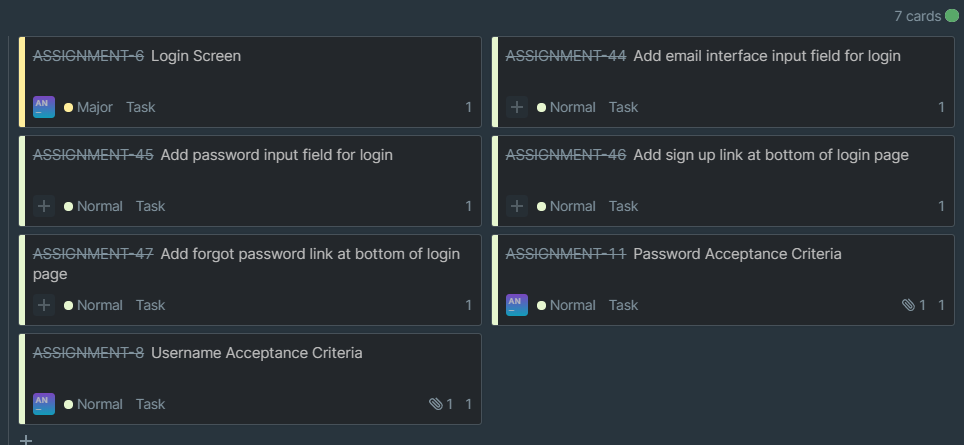 7 cards
ASSIGNMENT-6 Login Screen
AN
Major Task 1
ASSIGNMENT-44 Add email interface input field for login
Normal Task 1
ASSIGNMENT-45 Add password input field for login
Normal Task 1
ASSIGNMENT-46 Add sign up link at bottom of login page
Normal Task 1
ASSIGNMENT-47 Add forgot password link at bottom of login
page
Normal Task 1
ASSIGNMENT-11 Password Acceptance Criteria
AN
Normal Task 1 1
ASSIGNMENT-8 Username Acceptance Criteria
AN
Normal Task 1 1